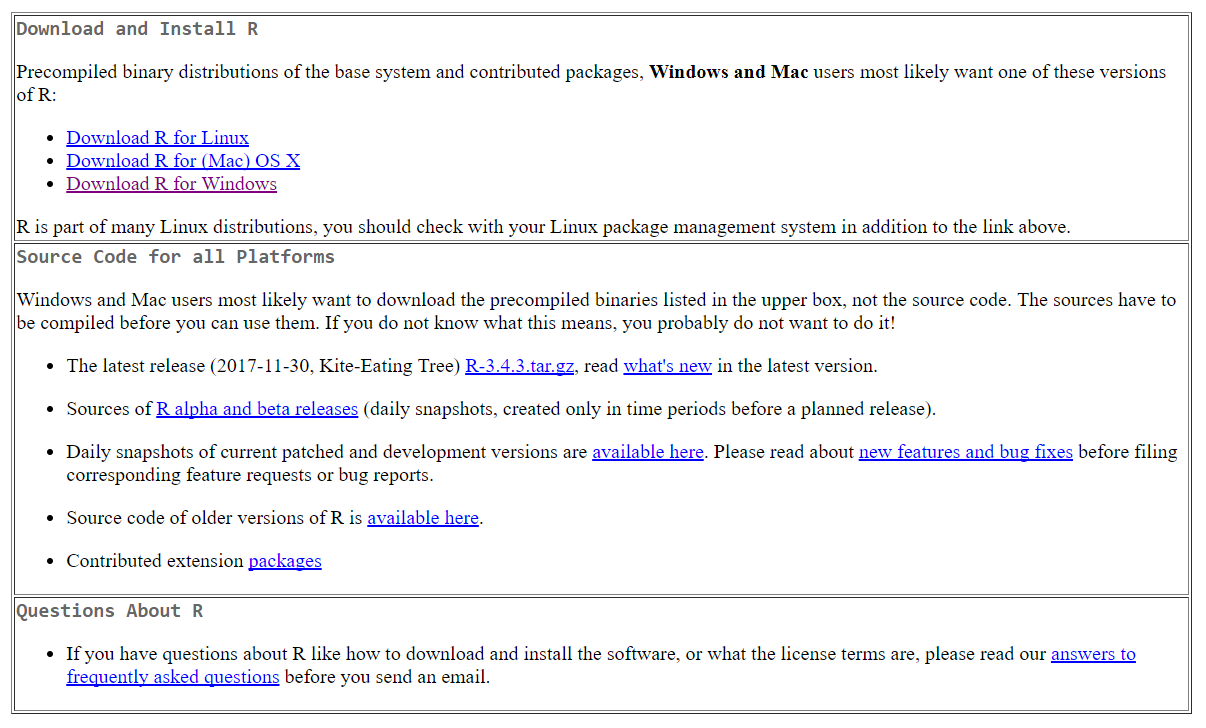 Download and Install R
Precompiled binary distributions of the base system and contributed packages, Windows and Mac users most likely want one of these versions
of R:
Download R for Linux
Download R for (Mac) OS X
Download R for Windows
R is part of many Linux distributions, you should check with your Linux package management system in addition to the link above.
Source Code for all Platforms
Windows and Mac users most likely want to download the precompiled binaries listed in the upper box, not the source code. The sources have to
be compiled before you can use them. If you do not know what this means, you probably do not want to do it!
The latest release (2017-11-30, Kite-Eating Tree) R-3.4.3.tar.gz, read what's new in the latest version.
Sources of R alpha and beta releases (daily snapshots, created only in time periods before a planned release).
Daily snapshots of current patched and development versions are available here. Please read about new features and bug fixes before filing
corresponding feature requests or bug reports.
Source code of older versions of R is available here.
Contributed extension packages
Questions About R
If you have questions about R like how to download and install the software, or what the license terms are, please read our answers to
frequently asked questions before you send an email.